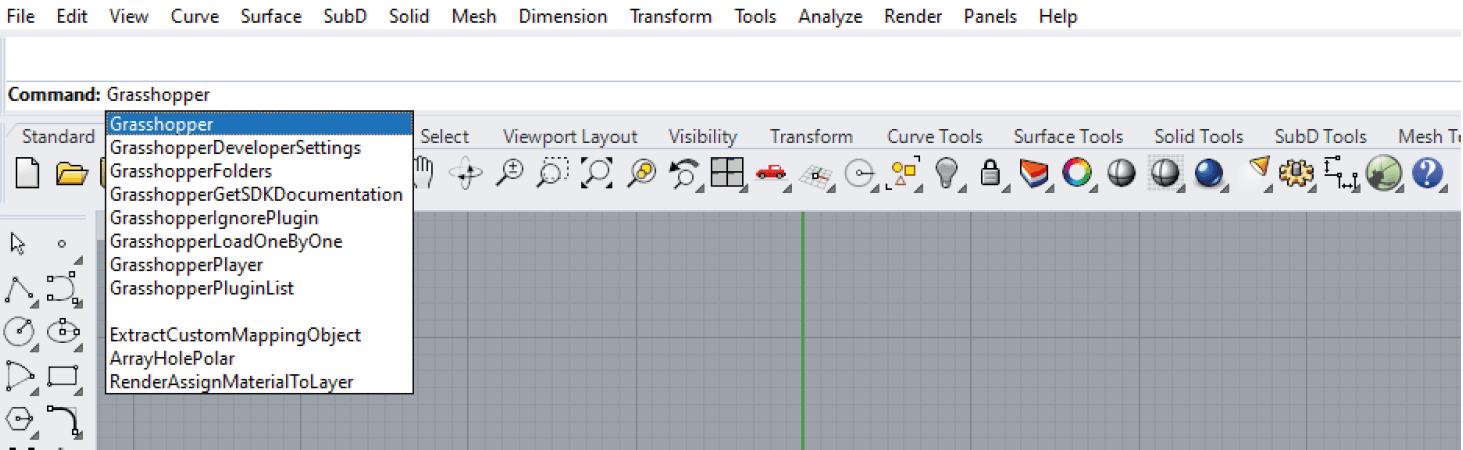 File Edit View Curve Surface SubD Solid Mesh Dimension Transform Tools Analyze Render Panels Help
Command: Grasshopper
Grasshopper
GrasshopperDeveloperSettings
GrasshopperFolders
GrasshopperGetSDKDocumentation
GrasshopperIgnorePlugin
GrasshopperLoadOneByOne
GrasshopperPlayer
GrasshopperPluginList
ExtractCustomMappingObject
ArrayHolePolar
RenderAssignMaterialToLayer
Standard Select Viewport Layout Visibility Transform Curve Tools Surface Tools Solid Tools SubD Tools Mesh T